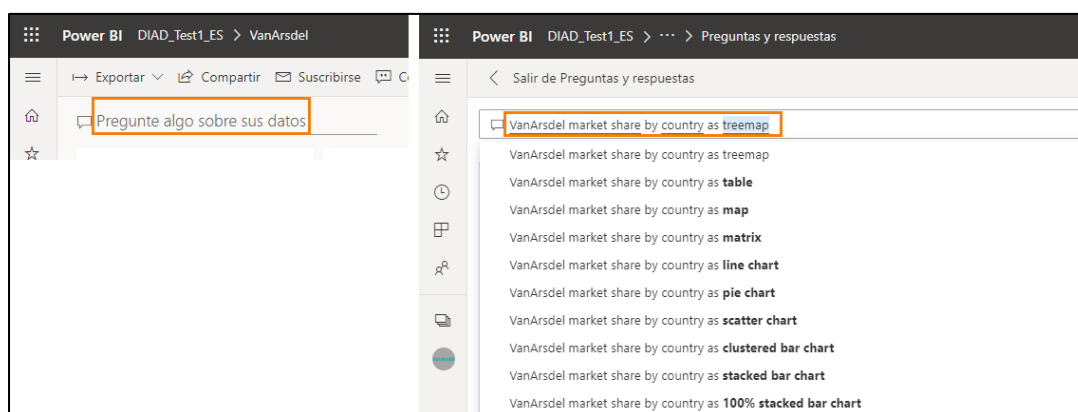 Power BI DIAD_Test1_ES > VanArsdel
Exportar Compartir Suscribirse
Pregunte algo sobre sus datos
Power BI DIAD_Test1_ES > ··· > Preguntas y respuestas
Salir de Preguntas y respuestas
VanArsdel market share by country as treemap
VanArsdel market share by country as treemap
VanArsdel market share by country as table
VanArsdel market share by country as map
VanArsdel market share by country as matrix
VanArsdel market share by country as line chart
VanArsdel market share by country as pie chart
VanArsdel market share by country as scatter chart
VanArsdel market share by country as clustered bar chart
VanArsdel market share by country as stacked bar chart
VanArsdel market share by country as 100% stacked bar chart